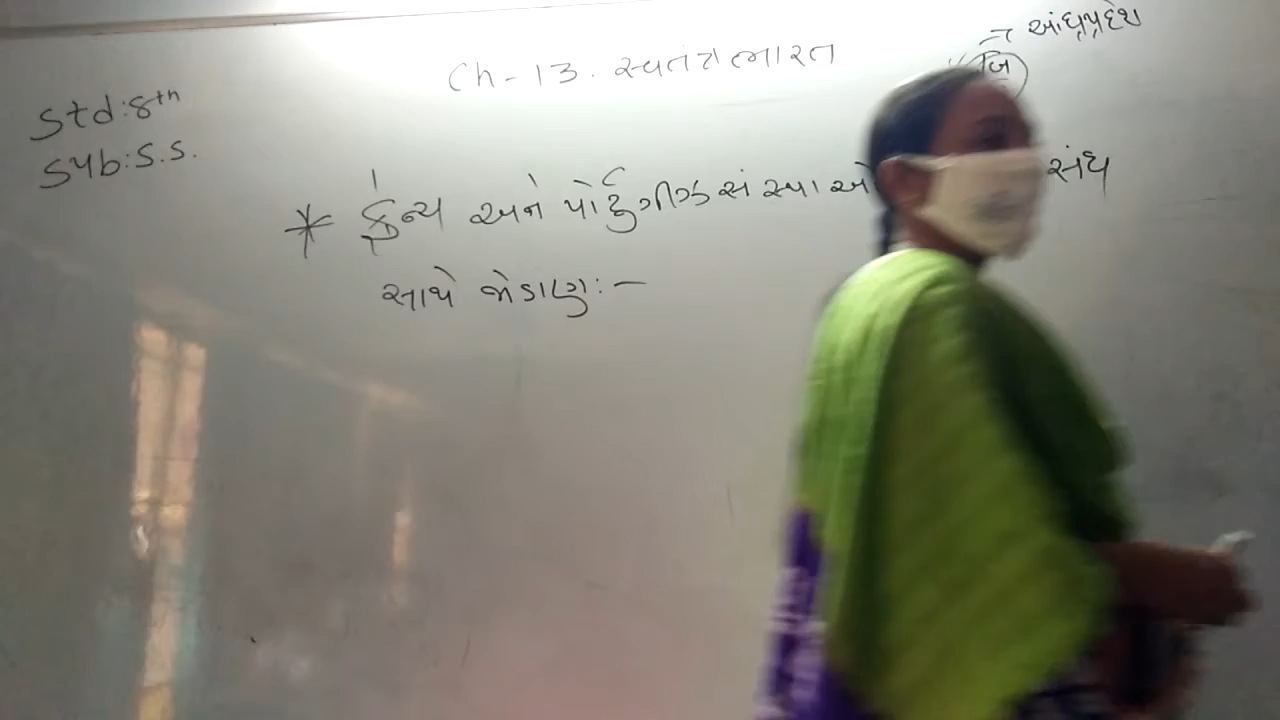 → આંધ્રપ્રદેશ
Ch - 13. સ્વતંત્ર ભારત
જિ
Std: 8th
Sub: S.S.
* ફ્રેન્ચ અને પોર્ટુગીઝ સંસ્થાઓ સંઘ
સાથે જોડાણ:-